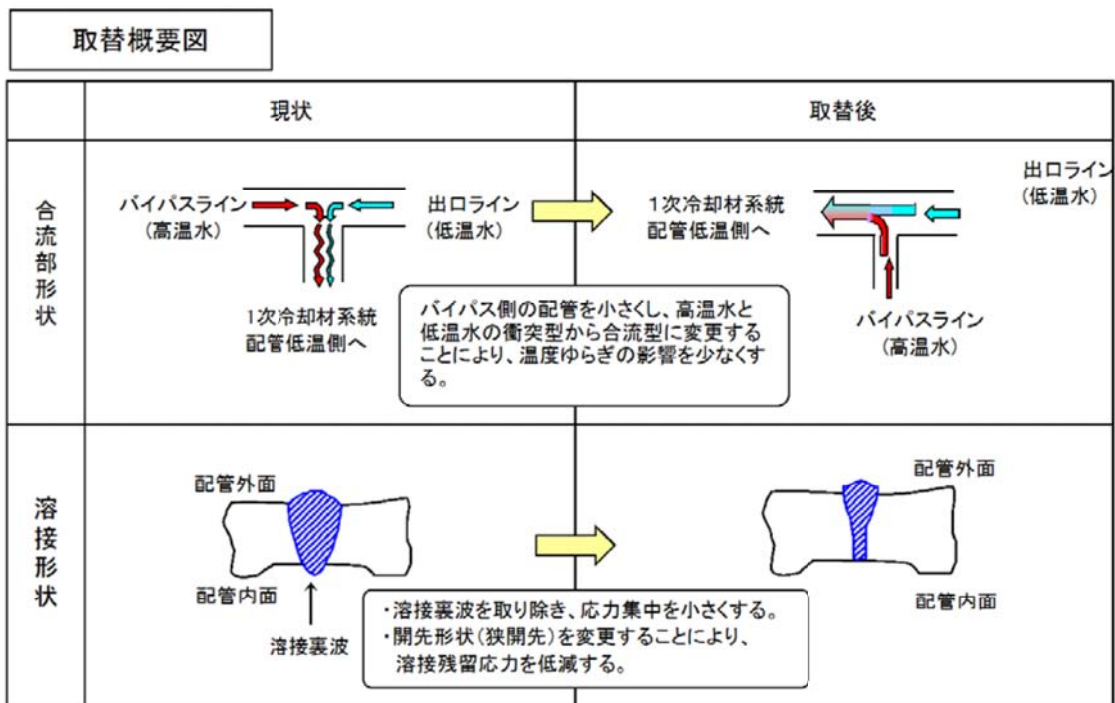 取替概要図
現状
取替後
合流部形状
バイパスライン
(高温水)
出口ライン
(低温水)
1次冷却材系統
配管低温側へ
1次冷却材系統
配管低温側へ
出口ライン
(低温水)
バイパスライン
(高温水)
バイパス側の配管を小さくし、高温水と
低温水の衝突型から合流型に変更する
ことにより、温度ゆらぎの影響を少なくす
る。
溶接形状
配管外面
配管内面
溶接裏波
配管外面
配管内面
・溶接裏波を取り除き、応力集中を小さくする。
・開先形状(狭開先)を変更することにより、
溶接残留応力を低減する。